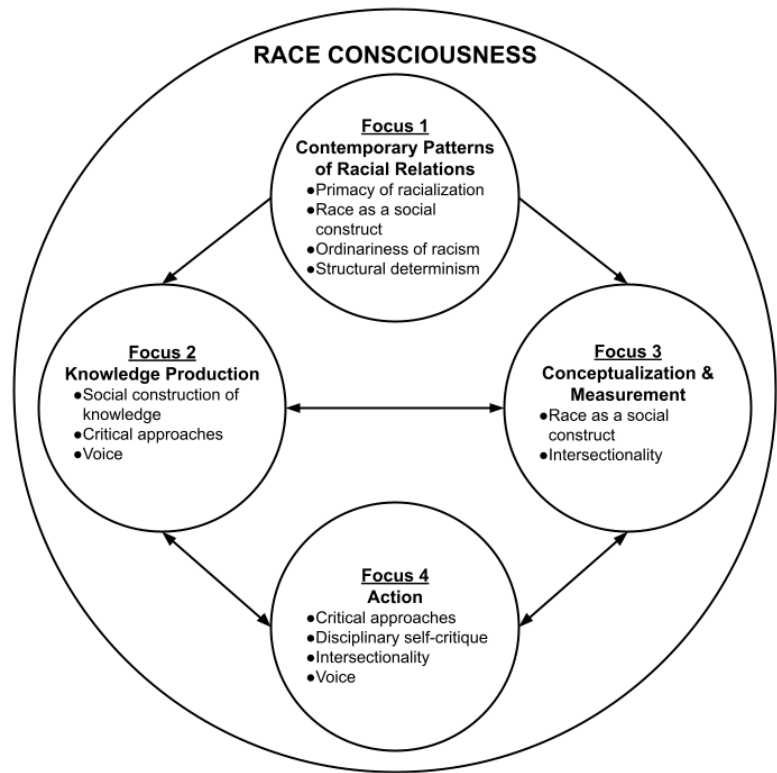 RACE CONSCIOUSNESS
Focus 1
Contemporary Patterns
of Racial Relations
●Primacy of racialization
●Race as a social
construct
●Ordinariness of racism
●Structural determinism
Focus 2
Knowledge Production
●Social construction of
knowledge
●Critical approaches
●Voice
Focus 3
Conceptualization &
Measurement
●Race as a social
construct
●Intersectionality
Focus 4
Action
●Critical approaches
●Disciplinary self-critique
●Intersectionality
●Voice